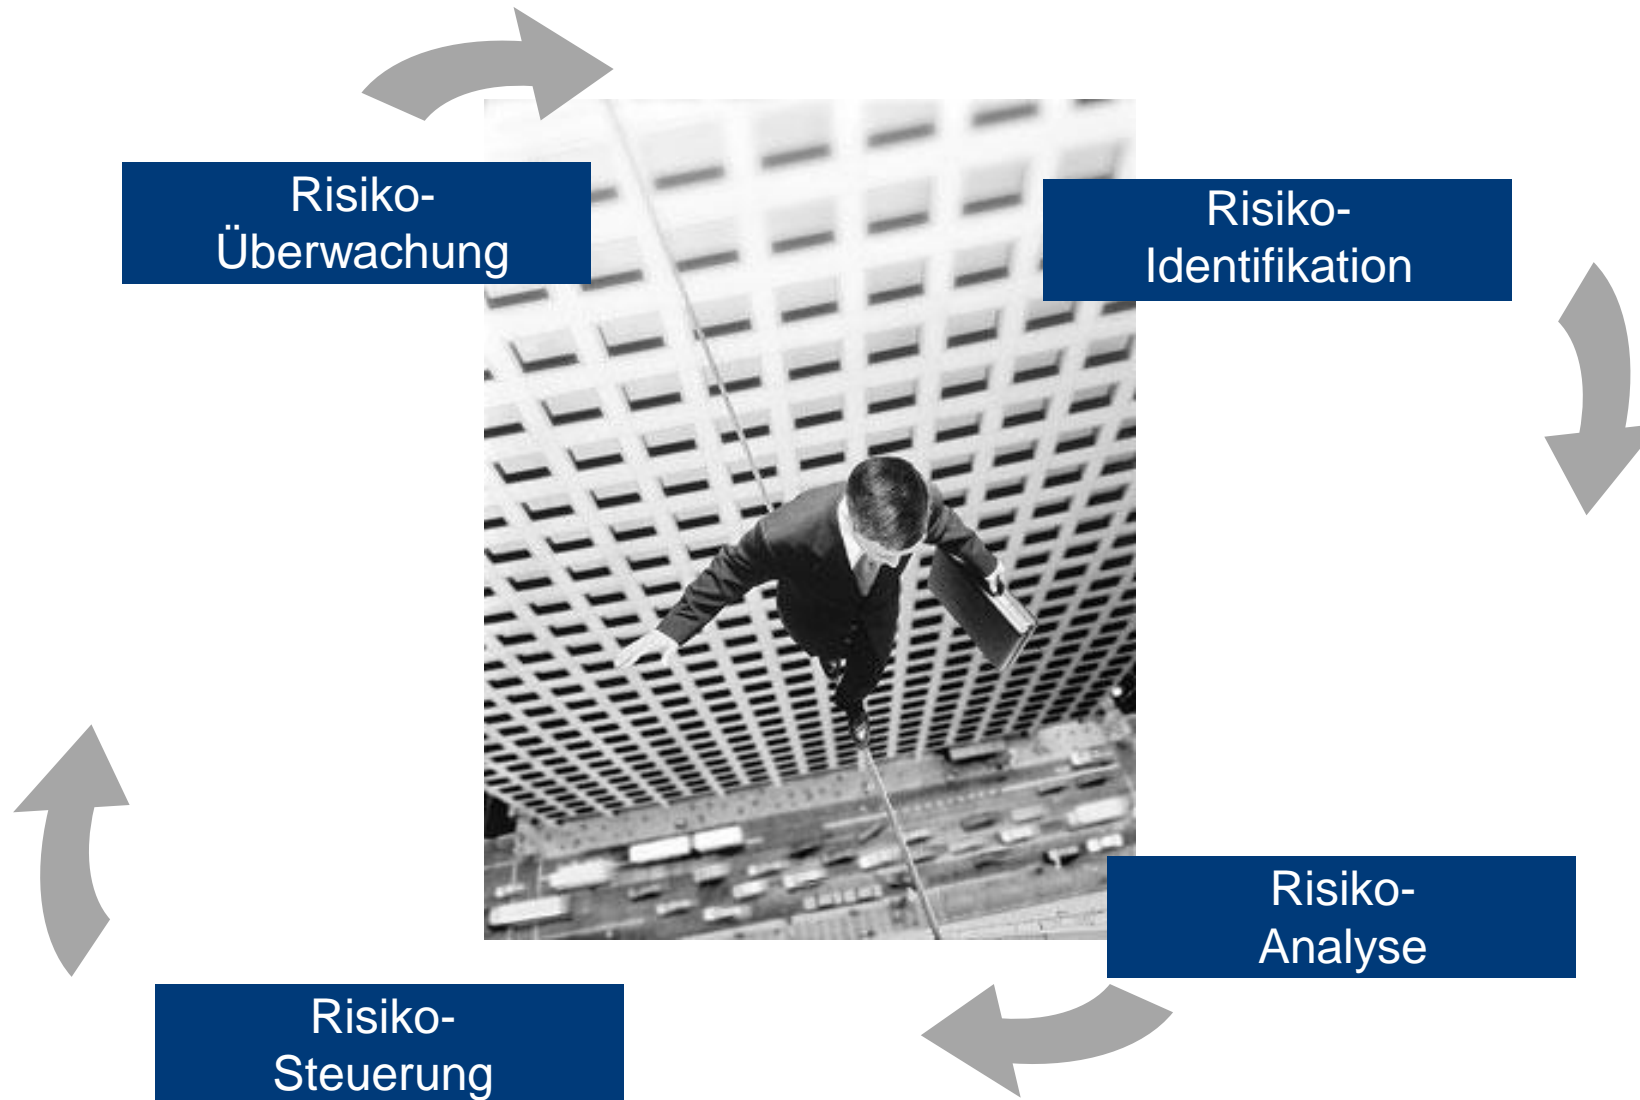 Risiko-
Überwachung
Risiko-
Identifikation
Risiko-
Analyse
Risiko-
Steuerung